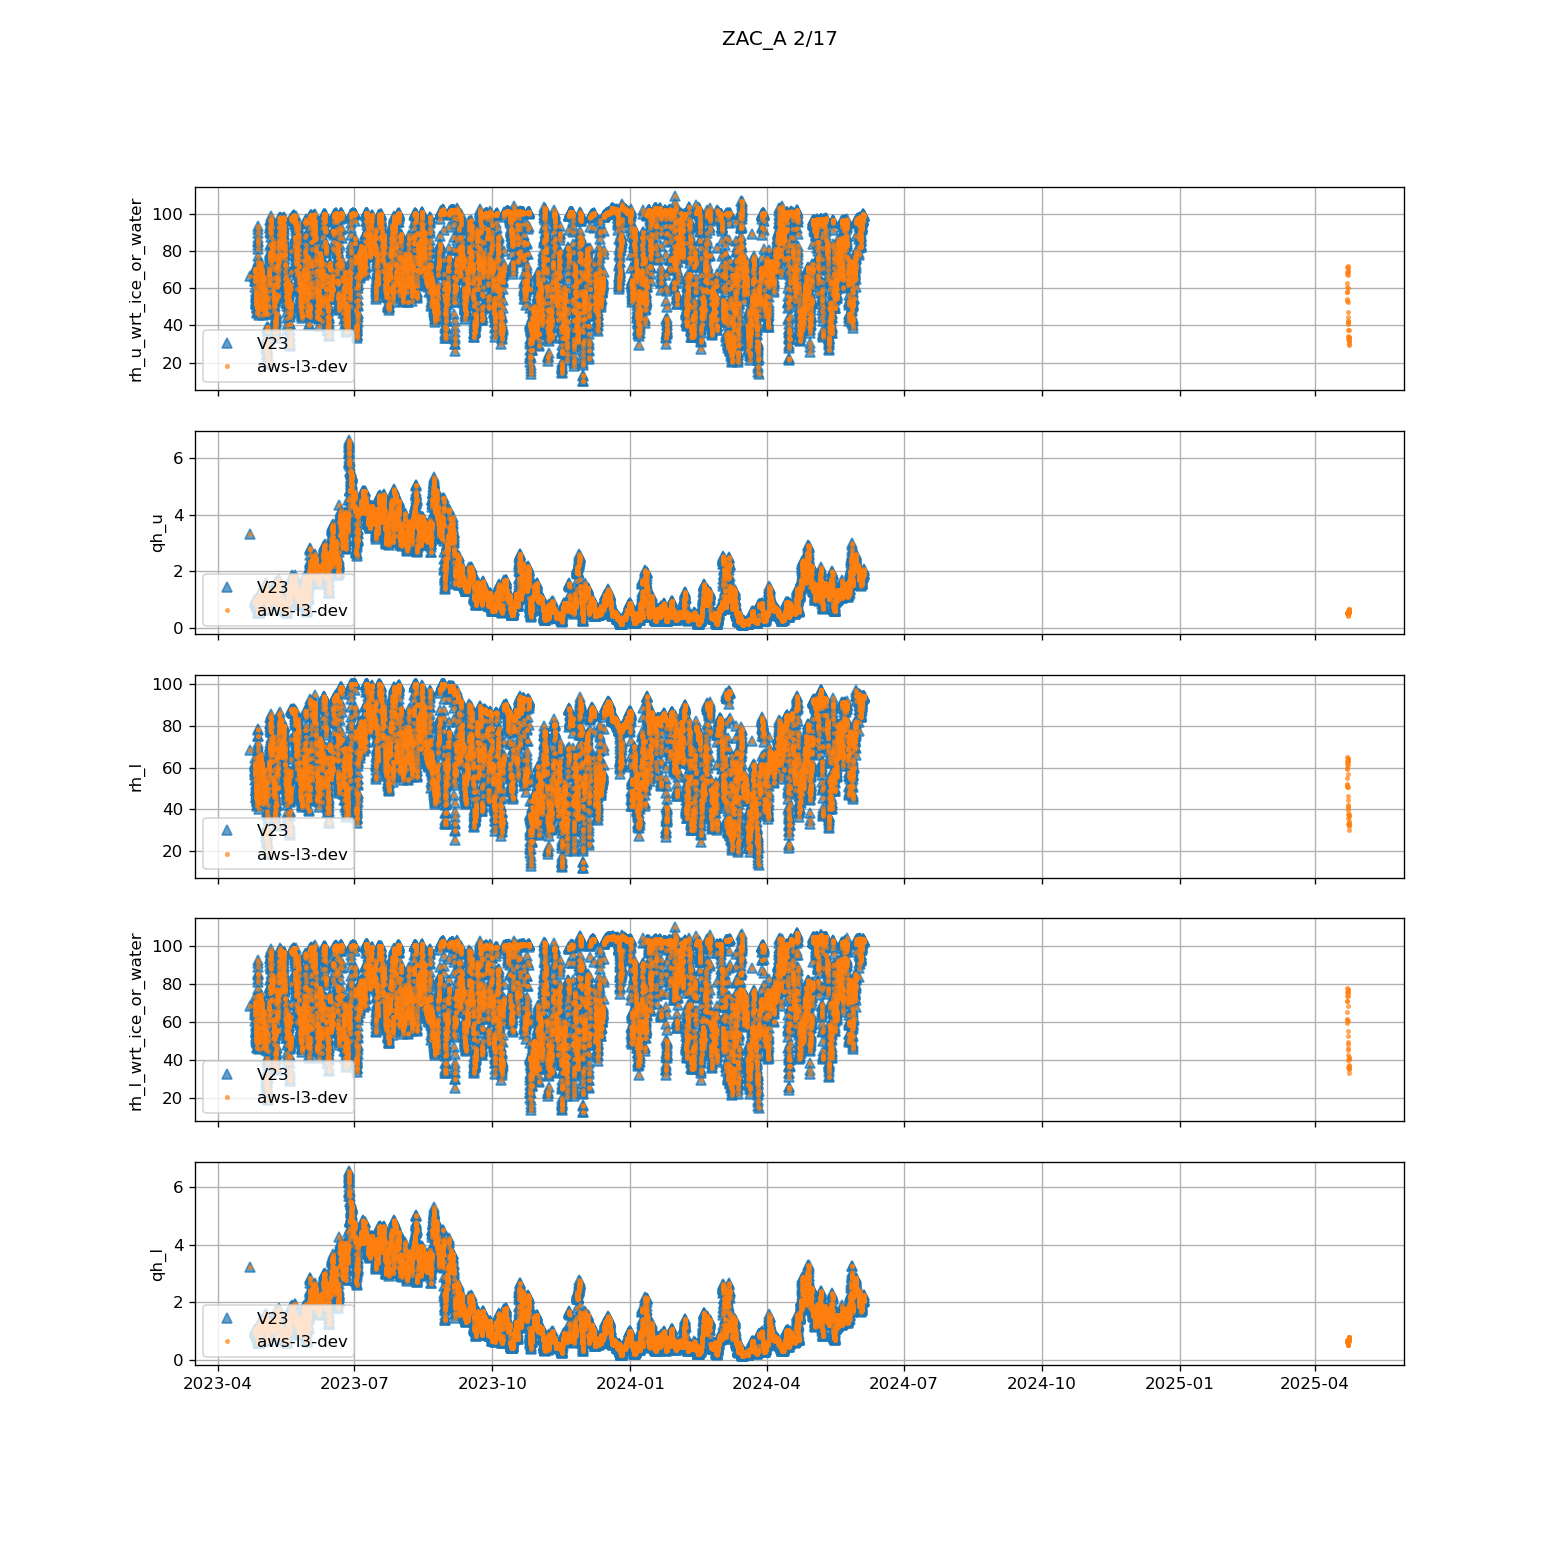 ZAC_A 2/17
rh_u_wrt_ice_or_water
100
80
60
40
20
V23
aws-l3-dev
qh_u
6
4
2
0
V23
aws-l3-dev
rh_l
100
80
60
40
20
V23
aws-l3-dev
rh_l_wrt_ice_or_water
100
80
60
40
20
V23
aws-l3-dev
qh_l
6
4
2
0
V23
aws-l3-dev
2023-04 2023-07 2023-10 2024-01 2024-04 2024-07 2024-10 2025-01 2025-04